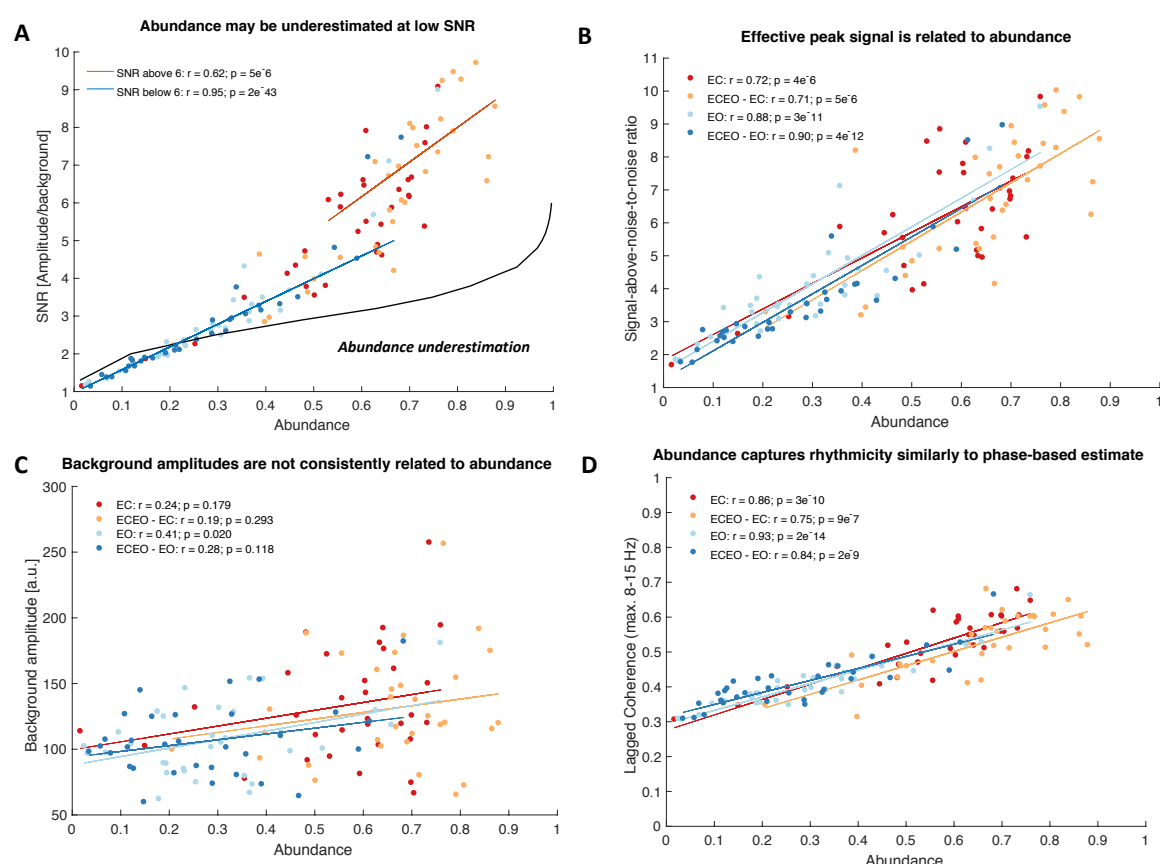 A
Abundance may be underestimated at low SNR
SNR above 6: r = 0.62; p = 5e-6
SNR below 6: r = 0.95; p = 2e-43
Abundance underestimation
SNR [Amplitude/background]
10
9
8
7
6
5
4
3
2
1
0 0.1 0.2 0.3 0.4 0.5 0.6 0.7 0.8 0.9 1
Abundance
B
Effective peak signal is related to abundance
EC: r = 0.72; p = 4e-6
ECEO - EC: r = 0.71; p = 5e-6
EO: r = 0.88; p = 3e-11
ECEO - EO: r = 0.90; p = 4e-12
Signal-above-noise-to-noise ratio
11
10
9
8
7
6
5
4
3
2
1
0 0.1 0.2 0.3 0.4 0.5 0.6 0.7 0.8 0.9 1
Abundance
C
Background amplitudes are not consistently related to abundance
EC: r = 0.24; p = 0.179
ECEO - EC: r = 0.19; p = 0.293
EO: r = 0.41; p = 0.020
ECEO - EO: r = 0.28; p = 0.118
Background amplitude [a.u.]
300
250
200
150
100
50
0 0.1 0.2 0.3 0.4 0.5 0.6 0.7 0.8 0.9 1
Abundance
D
Abundance captures rhythmicity similarly to phase-based estimate
EC: r = 0.86; p = 3e-10
ECEO - EC: r = 0.75; p = 9e-7
EO: r = 0.93; p = 2e-14
ECEO - EO: r = 0.84; p = 2e-9
Lagged Coherence (max. 8-15 Hz)
1
0.9
0.8
0.7
0.6
0.5
0.4
0.3
0.2
0.1
0
0 0.1 0.2 0.3 0.4 0.5 0.6 0.7 0.8 0.9 1
Abundance